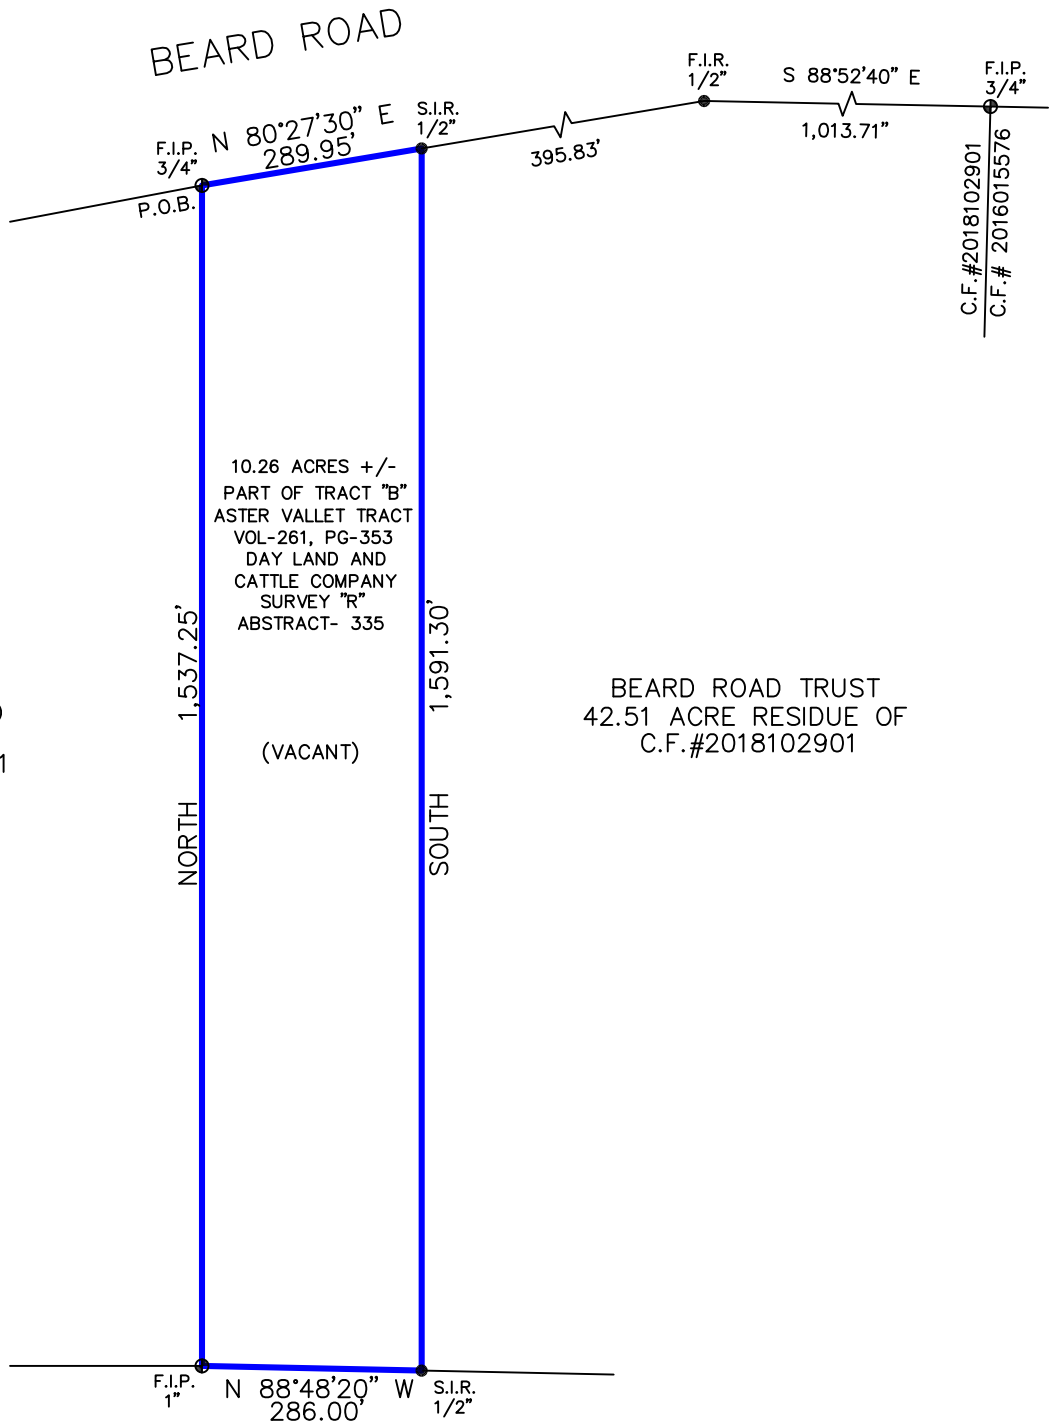 BEARD ROAD
F.I.R.
1/2"
S 88°52'40" E
F.I.P.
3/4"
N 80°27'30" E
289.95'
S.I.R.
1/2"
F.I.P.
3/4"
P.O.B.
395.83'
1,013.71"
C.F.#2018102901
C.F.# 2016015576
10.26 ACRES +/-
PART OF TRACT "B"
ASTER VALLET TRACT
VOL-261, PG-353
DAY LAND AND
CATTLE COMPANY
SURVEY "R"
ABSTRACT- 335
(VACANT)
NORTH 1,537.25'
SOUTH 1,591.30'
BEARD ROAD TRUST
42.51 ACRE RESIDUE OF
C.F.#2018102901
1
F.I.P.
1"
N 88°48'20" W
286.00'
S.I.R.
1/2"